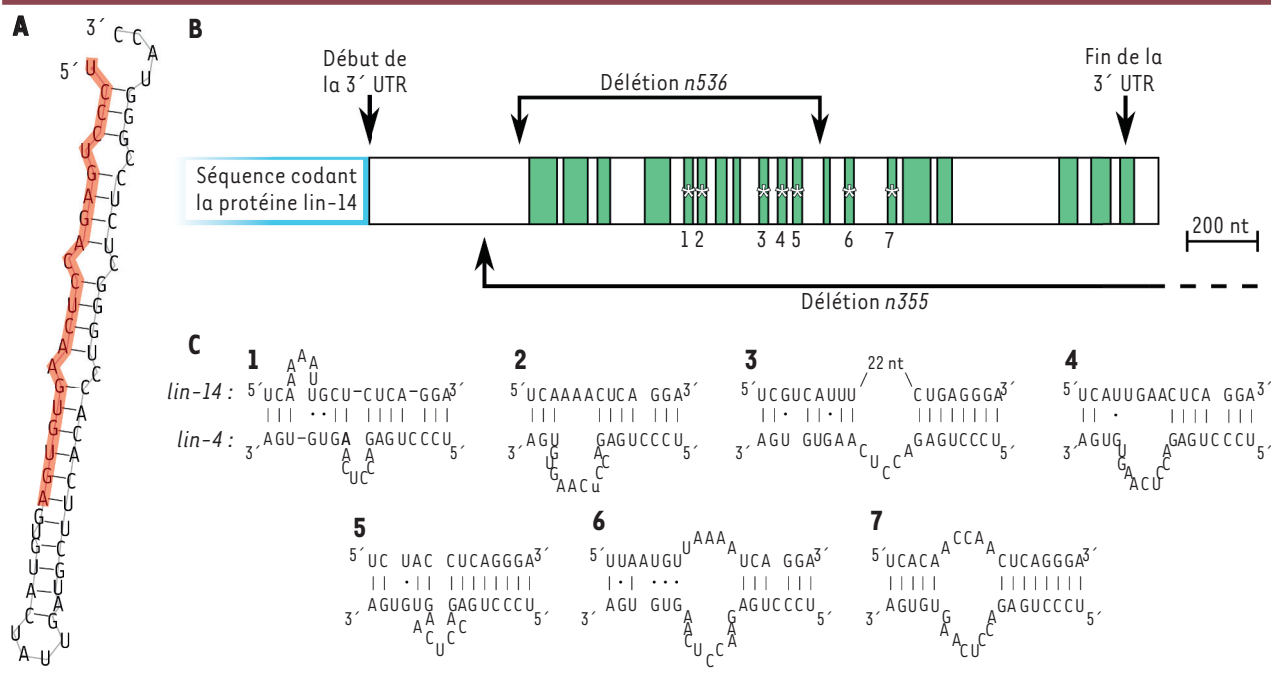 A
B
3´ C C A U G G G C C U C U C G G G U C C A C A C U U C G U A G U
5´ U C C C U G A G A C C U C A A G U G U G A G U G U A C U A U
Début de
la 3´ UTR
Délétion n536
Fin de la
3´ UTR
Séquence codant
la protéine lin-14
* * * * * * *
1 2 3 4 5 6 7
200 nt
Délétion n355
C
1
lin-14 :
A A A A U
5´UCA UGCU–CUCA–GGA3´
lin-4 :
3´AGU–GUGA GAGUCCCU5´
A C U C C A
2
5´UCAAAACUCA GGA3´
3´AGU GAGUCCCU5´
G U G A A C u C C A
3
22 nt
5´UCGUCAUUU CUGAGGGA3´
3´AGU GUGAA GAGUCCCU5´
C U C C A
4
5´UCAUUGAACUCA GGA3´
3´AGUG GAGUCCCU5´
U G A A C U C C A
5
5´UC UAC CUCAGGGA3´
3´AGUGUG GAGUCCCU5´
A A C U C C A
6
U A A A A
5´UUAAUGU UCA GGA3´
3´AGU GUG AGUCCCU5´
A A C U C C A G
7
A C C A A
5´UCACA CUCAGGGA3´
3´AGUGU GAGUCCCU5´
G A A C U C C A